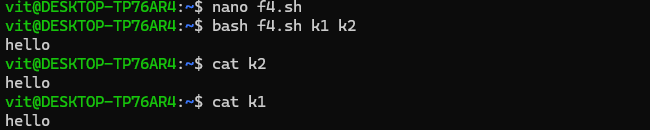 vit@DESKTOP-TP76AR4:~$ nano f4.sh
vit@DESKTOP-TP76AR4:~$ bash f4.sh k1 k2
hello
vit@DESKTOP-TP76AR4:~$ cat k2
hello
vit@DESKTOP-TP76AR4:~$ cat k1
hello